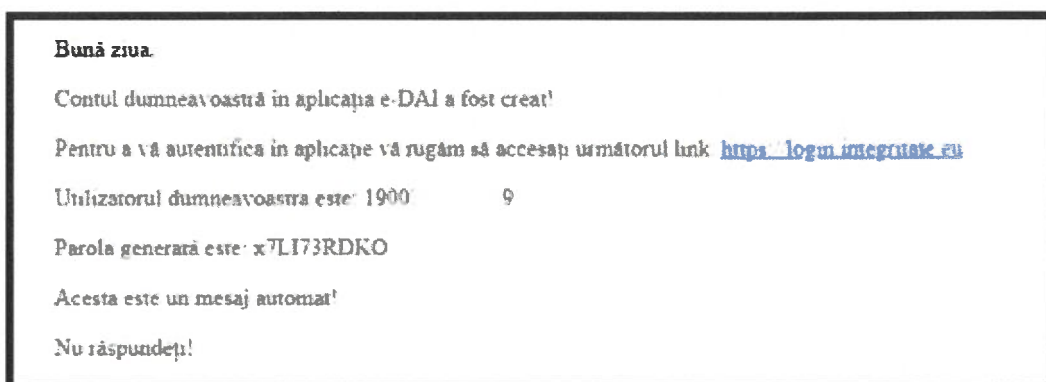 Bună ziua.
Contul dumneavoastră în aplicația e-DAI a fost creat!
Pentru a vă autentifica în aplicație vă rugăm să accesați următorul link: https://login.integritate.eu
Utilizatorul dumneavoastra este: 1900 9
Parola generată este: x7LI73RDKO
Acesta este un mesaj automat!
Nu răspundeți!